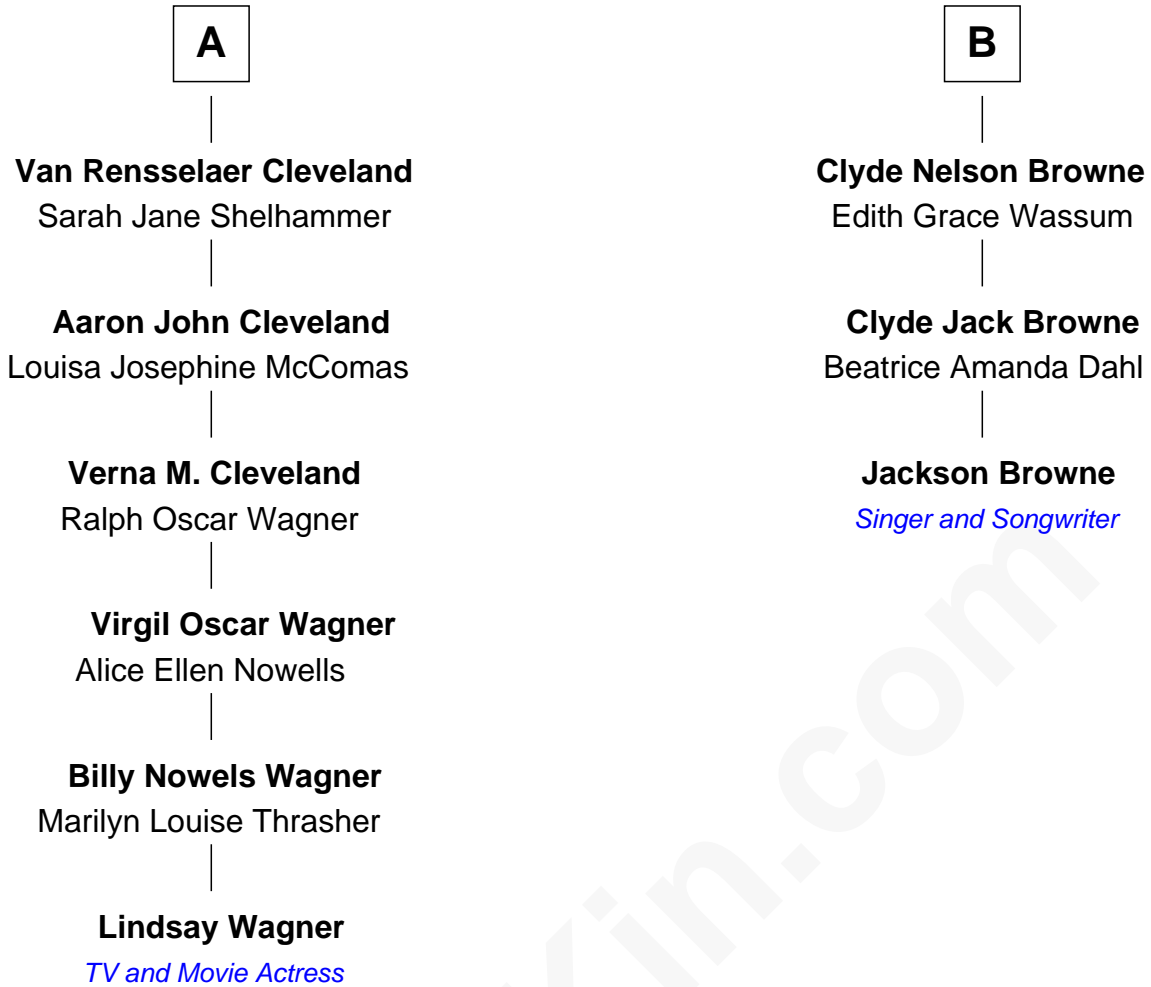 A
Van Rensselaer Cleveland
Sarah Jane Shelhammer
Aaron John Cleveland
Louisa Josephine McComas
Verna M. Cleveland
Ralph Oscar Wagner
Virgil Oscar Wagner
Alice Ellen Nowells
Billy Nowels Wagner
Marilyn Louise Thrasher
Lindsay Wagner
TV and Movie Actress
B
Clyde Nelson Browne
Edith Grace Wassum
Clyde Jack Browne
Beatrice Amanda Dahl
Jackson Browne
Singer and Songwriter